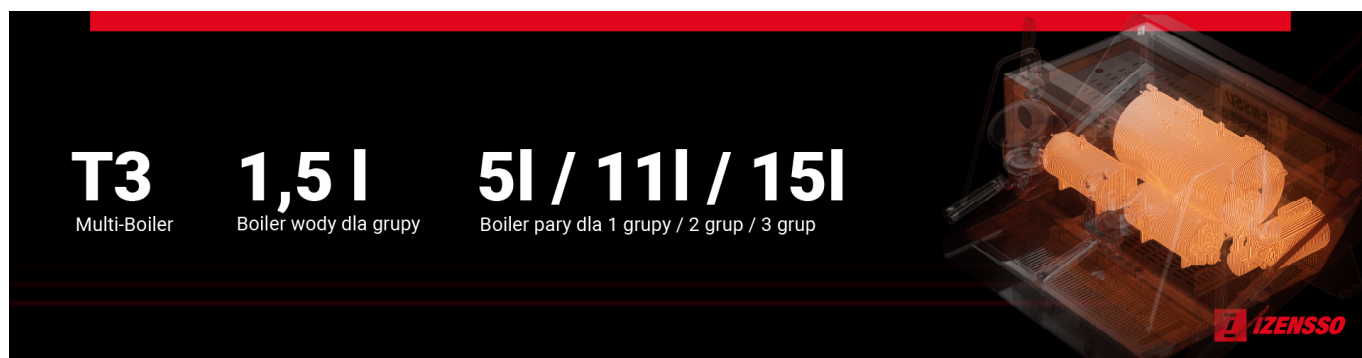 T3
Multi-Boiler
1,5 l
Boiler wody dla grupy
5l / 11l / 15l
Boiler pary dla 1 grupy / 2 grup / 3 grup
IZENSSO